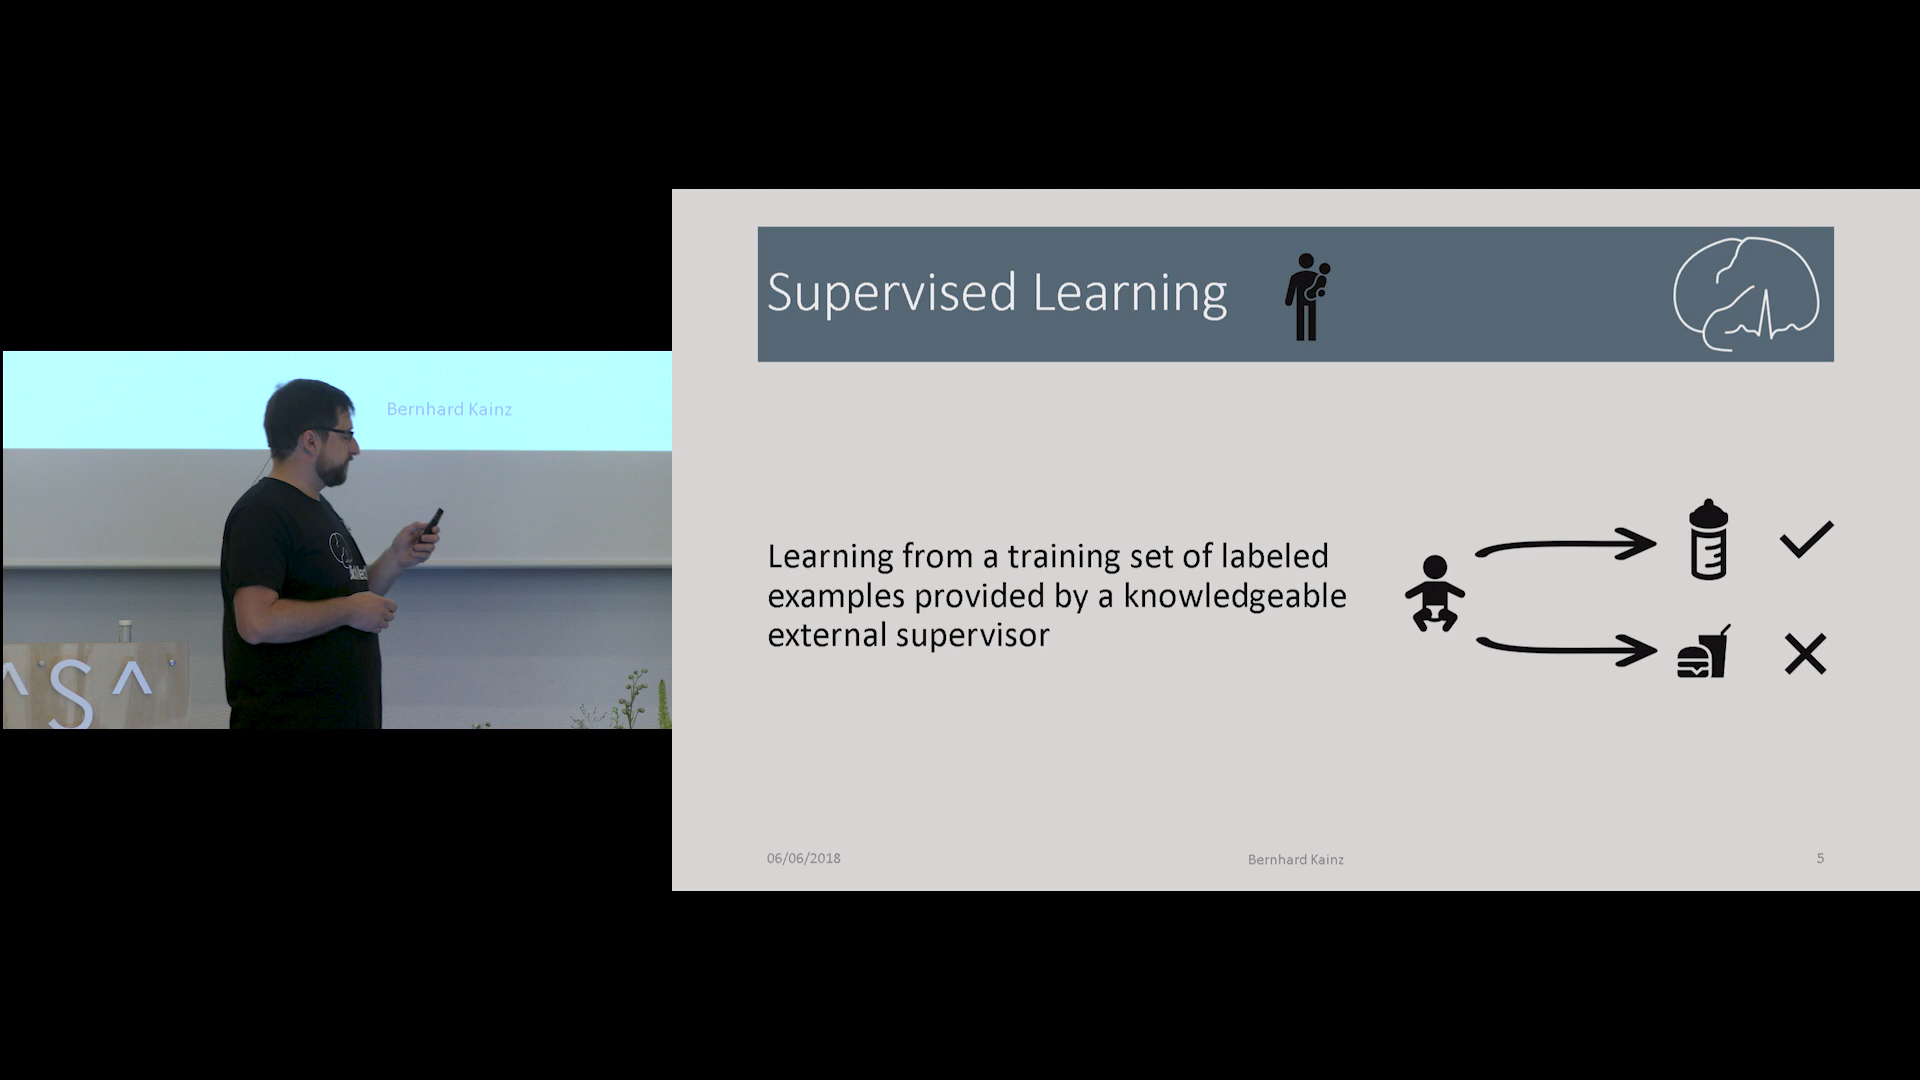 Bernhard Kainz
ASA
Supervised Learning
Learning from a training set of labeled
examples provided by a knowledgeable
external supervisor
06/06/2018
Bernhard Kainz
5